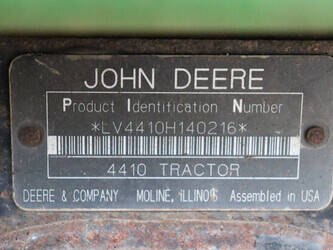 JOHN DEERE
Product Identification Number
*LV4410H140216*
4410 TRACTOR
DEERE & COMPANY MOLINE, ILLINOIS Assembled in USA